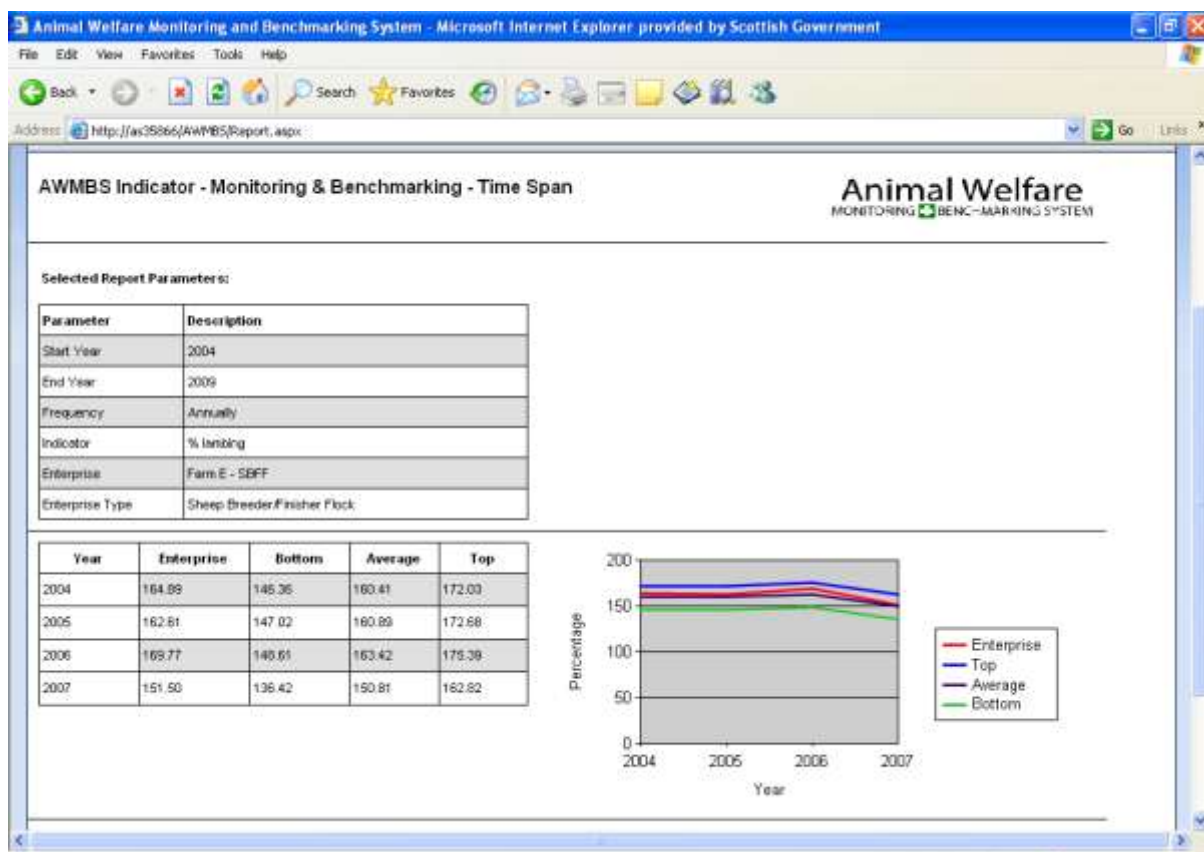 Animal Welfare Monitoring and Benchmarking System - Microsoft Internet Explorer provided by Scottish Government
File Edit View Favorites Tools Help
Back Search Favorites
Address http://as35866/AWMBS/Report.aspx Go Links
AWMBS Indicator - Monitoring & Benchmarking - Time Span
Animal Welfare
MONITORING BENCHMARKING SYSTEM
Selected Report Parameters:
Parameter Description
Start Year 2004
End Year 2009
Frequency Annually
Indicator % lambing
Enterprise Farm E - SBFF
Enterprise Type Sheep Breeder/Finisher Flock
Year Enterprise Bottom Average Top
2004 164.89 160.41 172.03
2005 162.61 147.02 160.89 172.68
2006 169.77 163.42 175.39
2007 151.50 136.42 150.81 162.82
200
150
100
50
0
Percentage
2004 2005 2006 2007
Year
Enterprise
Top
Average
Bottom